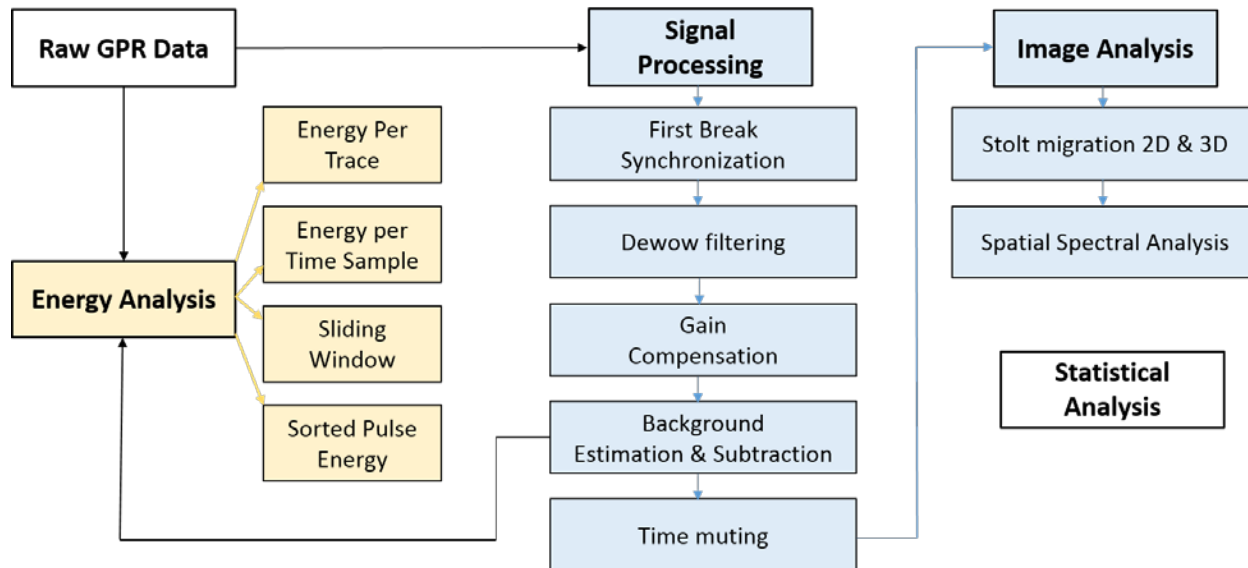 Raw GPR Data
Energy Per
Trace
Energy per
Time Sample
Energy Analysis
Sliding
Window
Sorted Pulse
Energy
Signal
Processing
First Break
Synchronization
Dewow filtering
Gain
Compensation
Background
Estimation & Subtraction
Time muting
Image Analysis
Stolt migration 2D & 3D
Spatial Spectral Analysis
Statistical
Analysis